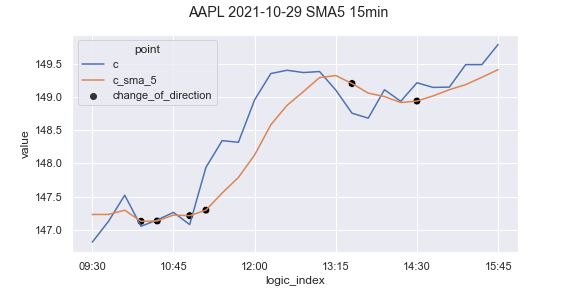 AAPL 2021-10-29 SMA5 15min
point
c
c_sma_5
change_of_direction
149.5
149.0
148.5
148.0
147.5
147.0
value
09:30 10:45 12:00 13:15 14:30 15:45
logic_index